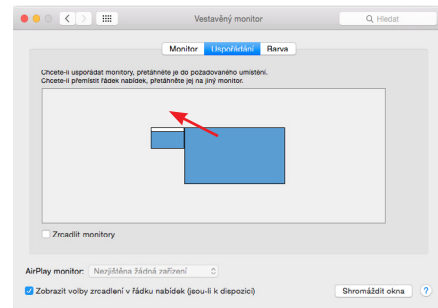 Vestavěný monitor
Hledat
Monitor Uspořádání Barva
Chcete-li uspořádat monitory, přetáhněte je do požadovaného umístění.
Chcete-li přemístit řádek nabídek, přetáhněte jej na jiný monitor.
Zrcadlit monitory
AirPlay monitor: Nezjištěna žádná zařízení
Zobrazit volby zrcadlení v řádku nabídek (jsou-li k dispozici)
Shromáždit okna ?